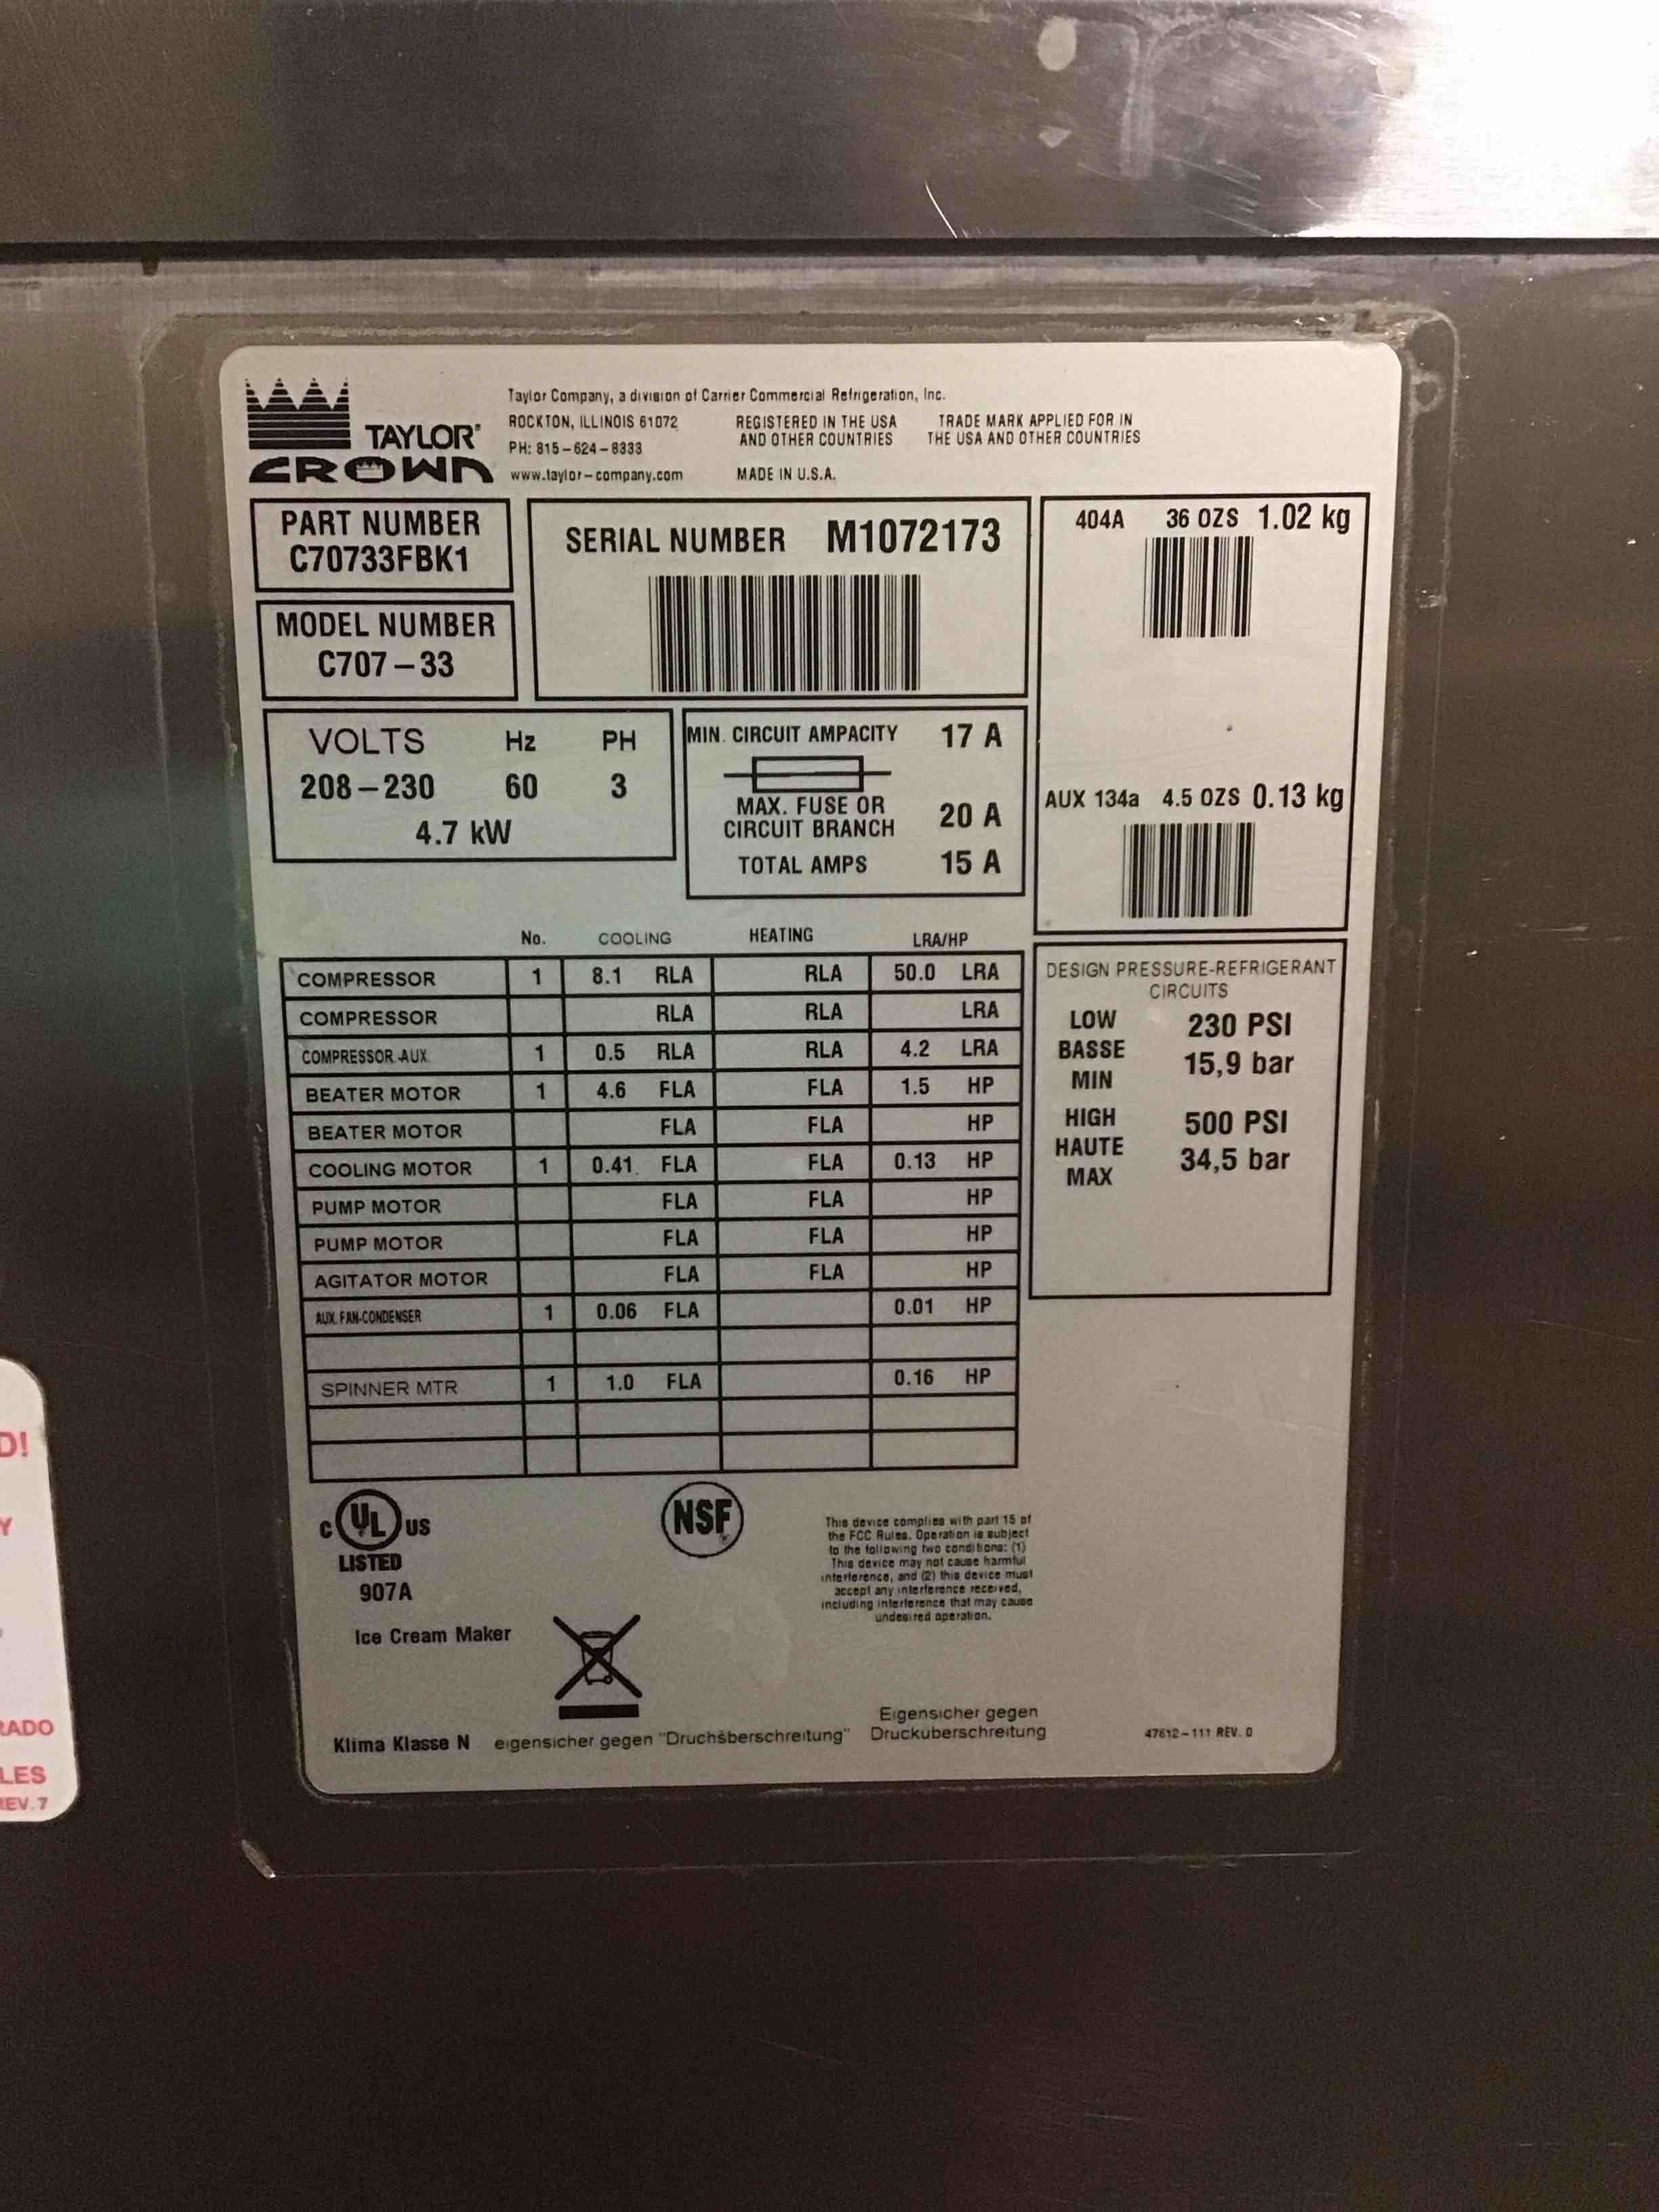 TAYLOR®
CROWN
Taylor Company, a division of Carrier Commercial Refrigeration, Inc.
ROCKTON, ILLINOIS 61072
PH: 815-624-8333
www.taylor-company.com
REGISTERED IN THE USA
AND OTHER COUNTRIES
MADE IN U.S.A.
TRADE MARK APPLIED FOR IN
THE USA AND OTHER COUNTRIES
PART NUMBER
C70733FBK1
MODEL NUMBER
C707-33
SERIAL NUMBER M1072173
404A 36 OZS 1.02 kg
AUX 134a 4.5 OZS 0.13 kg
VOLTS Hz PH
208-230 60 3
4.7 kW
MIN. CIRCUIT AMPACITY 17 A
MAX. FUSE OR
CIRCUIT BRANCH 20 A
TOTAL AMPS 15 A
No. COOLING HEATING LRA/HP
COMPRESSOR 1 8.1 RLA RLA 50.0 LRA
COMPRESSOR RLA RLA LRA
COMPRESSOR-AUX. 1 0.5 RLA RLA 4.2 LRA
BEATER MOTOR 1 4.6 FLA FLA 1.5 HP
BEATER MOTOR FLA FLA HP
COOLING MOTOR 1 0.41 FLA FLA 0.13 HP
PUMP MOTOR FLA FLA HP
PUMP MOTOR FLA FLA HP
AGITATOR MOTOR FLA FLA HP
AUX. FAN-CONDENSER 1 0.06 FLA 0.01 HP
SPINNER MTR 1 1.0 FLA 0.16 HP
DESIGN PRESSURE-REFRIGERANT
CIRCUITS
LOW 230 PSI
BASSE 15,9 bar
MIN
HIGH 500 PSI
HAUTE 34,5 bar
MAX
C UL US
LISTED
907A
Ice Cream Maker
NSF
This device complies with part 15 of
the FCC Rules. Operation is subject
to the following two conditions: (1)
This device may not cause harmful
interference, and (2) this device must
accept any interference received,
including interference that may cause
undesired operation.
Klima Klasse N
eigensicher gegen "Druchšberschreitung"
Eigensicher gegen
Druckuberschreitung
47612-111 REV. 0
D!
Y
RADO
LES
REV. 7